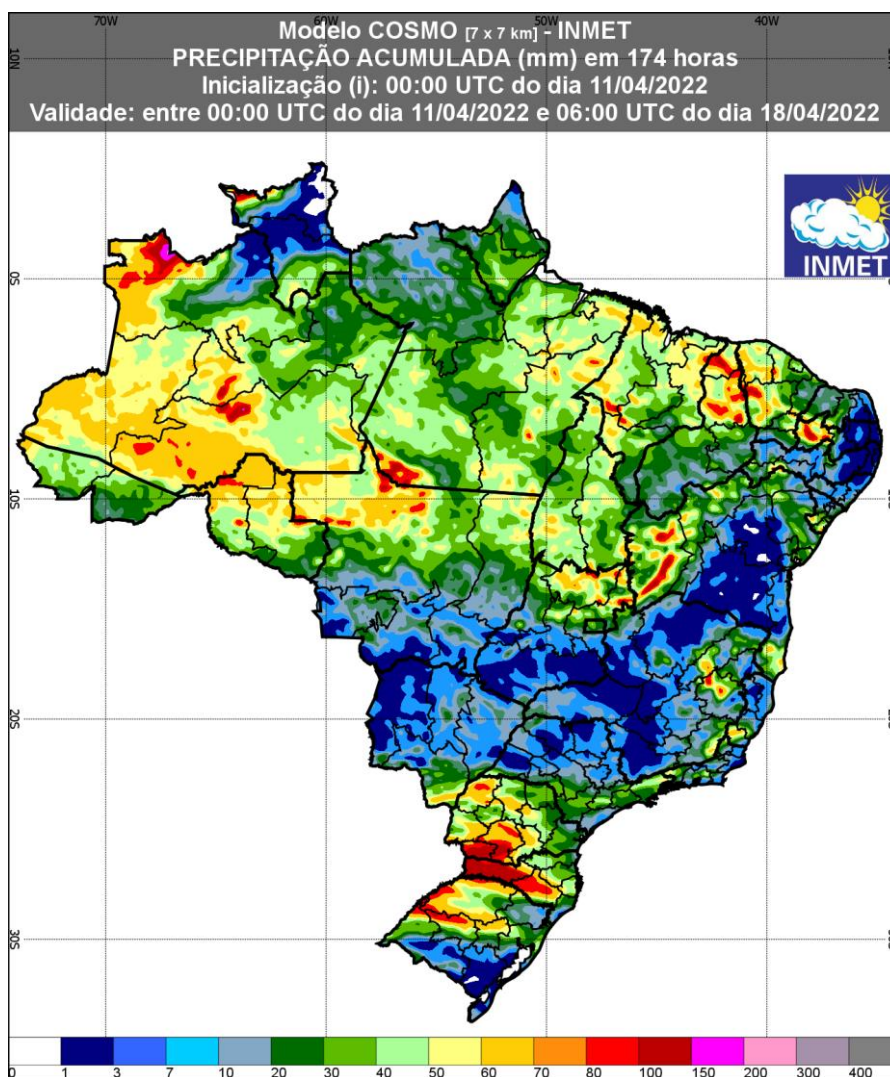 70W 60W 50W 40W
Modelo COSMO [7 x 7 km] - INMET
PRECIPITAÇÃO ACUMULADA (mm) em 174 horas
Inicialização (i): 00:00 UTC do dia 11/04/2022
Validade: entre 00:00 UTC do dia 11/04/2022 e 06:00 UTC do dia 18/04/2022
10N
INMET
0S
10S
20S
30S
0 1 3 7 10 20 30 40 50 60 70 80 100 150 200 300 400